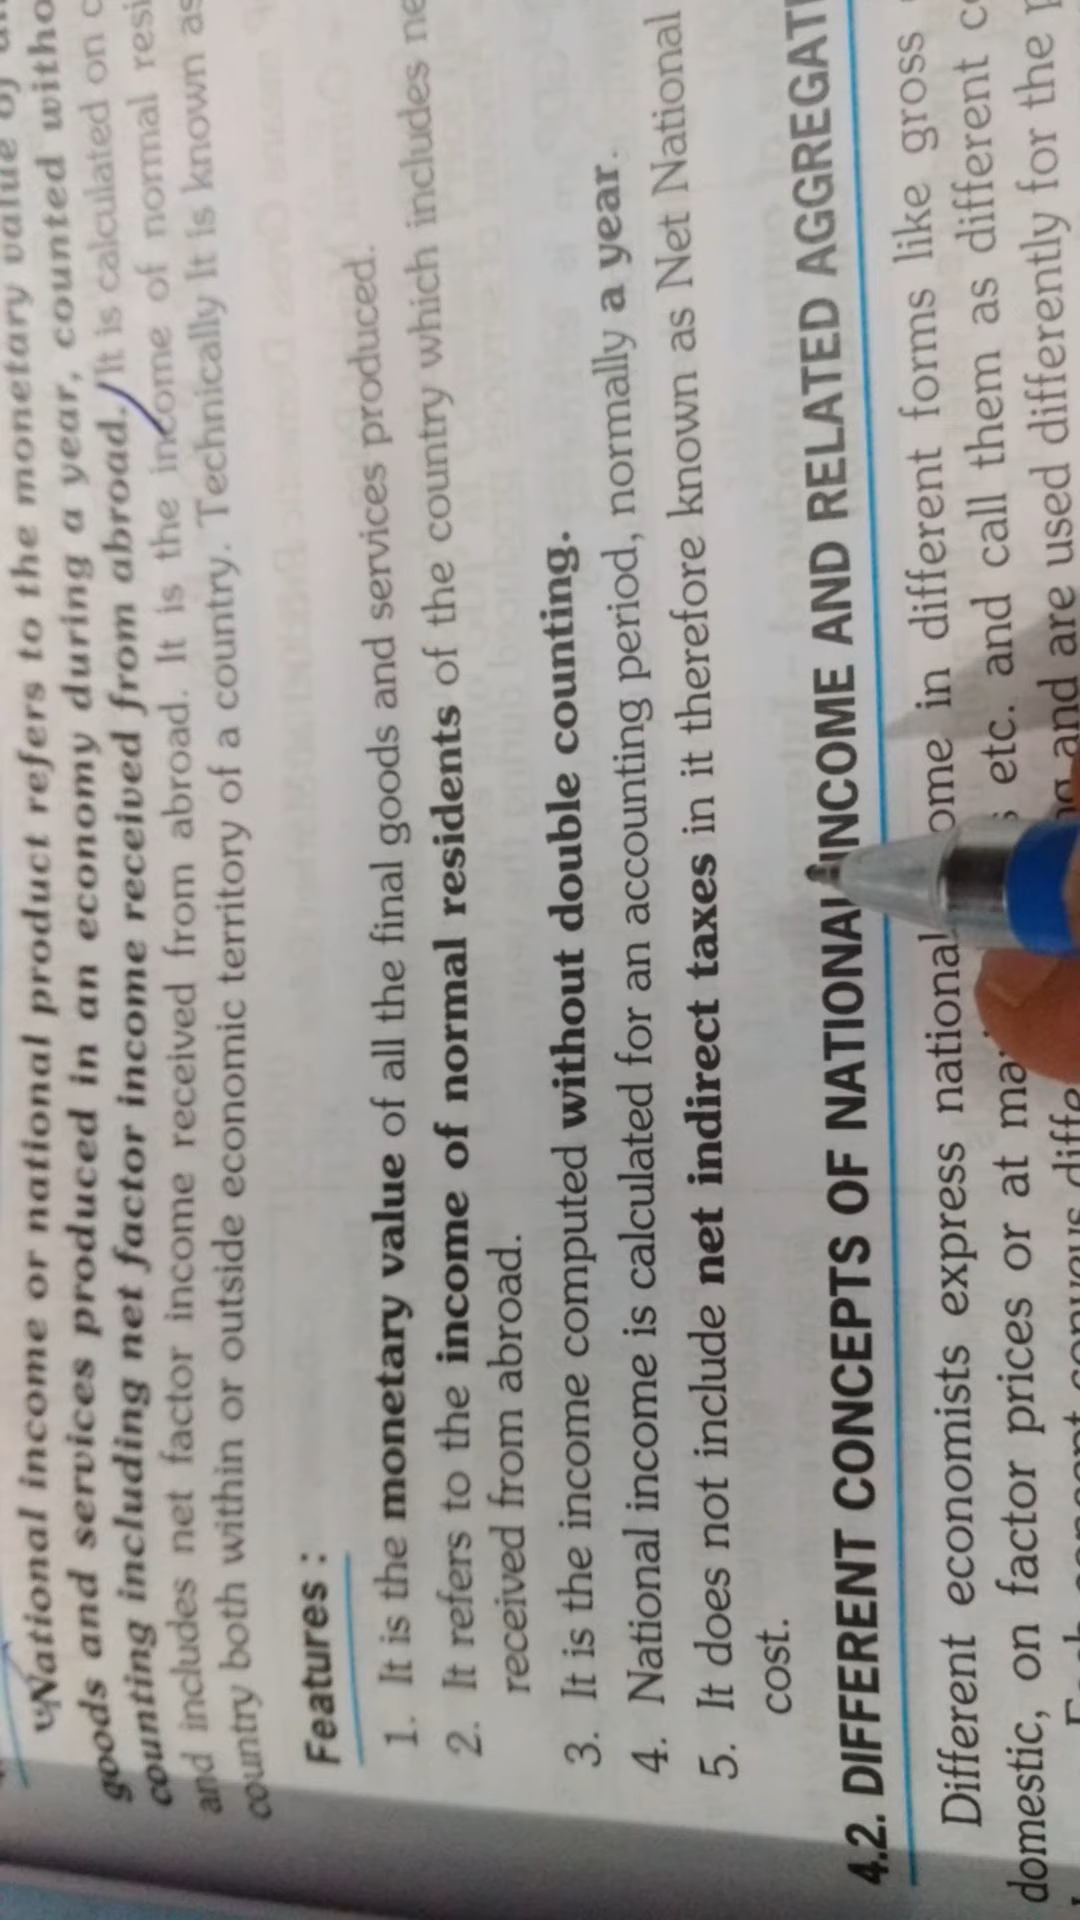 National income or national product refers to the monetary value of
goods and services produced in an economy during a year, counted witho
counting including net factor income received from abroad. It is calculated on
and includes net factor income received from abroad. It is the income of normal resi
country both within or outside economic territory of a country. Technically It is known as
Features :
1. It is the monetary value of all the final goods and services produced.
2. It refers to the income of normal residents of the country which includes ne
received from abroad.
3. It is the income computed without double counting.
4. National income is calculated for an accounting period, normally a year.
5. It does not include net indirect taxes in it therefore known as Net National
cost.
4.2. DIFFERENT CONCEPTS OF NATIONAL INCOME AND RELATED AGGREGAT
Different economists express national ome in different forms like gross
domestic, on factor prices or at ma etc. and call them as different
and are used differently for the